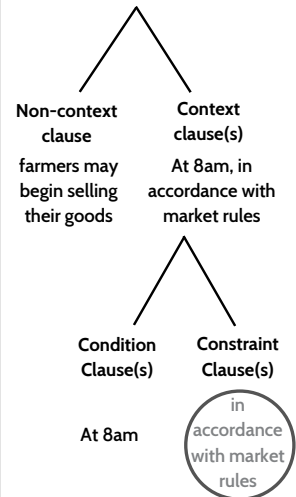 Non-context
clause
farmers may
begin selling
their goods
Context
clause(s)
At 8am, in
accordance with
market rules
Condition
Clause(s)
At 8am
Constraint
Clause(s)
in
accordance
with market
rules